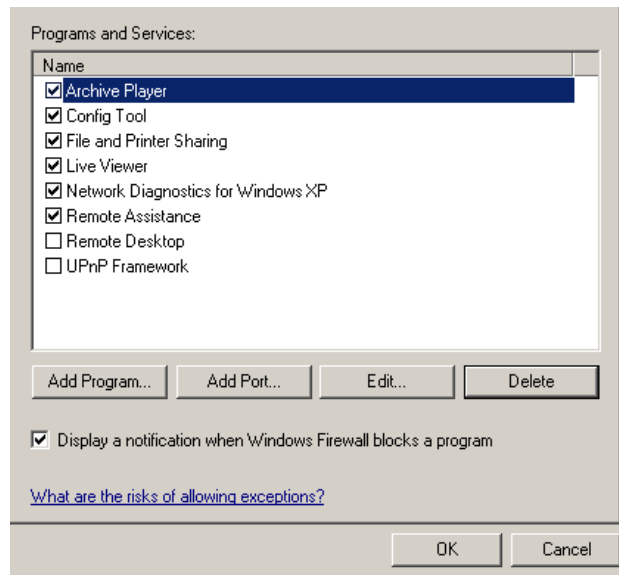 Programs and Services:
Name
Archive Player
Config Tool
File and Printer Sharing
Live Viewer
Network Diagnostics for Windows XP
Remote Assistance
Remote Desktop
UPnP Framework
Add Program... Add Port... Edit... Delete
Display a notification when Windows Firewall blocks a program
What are the risks of allowing exceptions?
OK Cancel